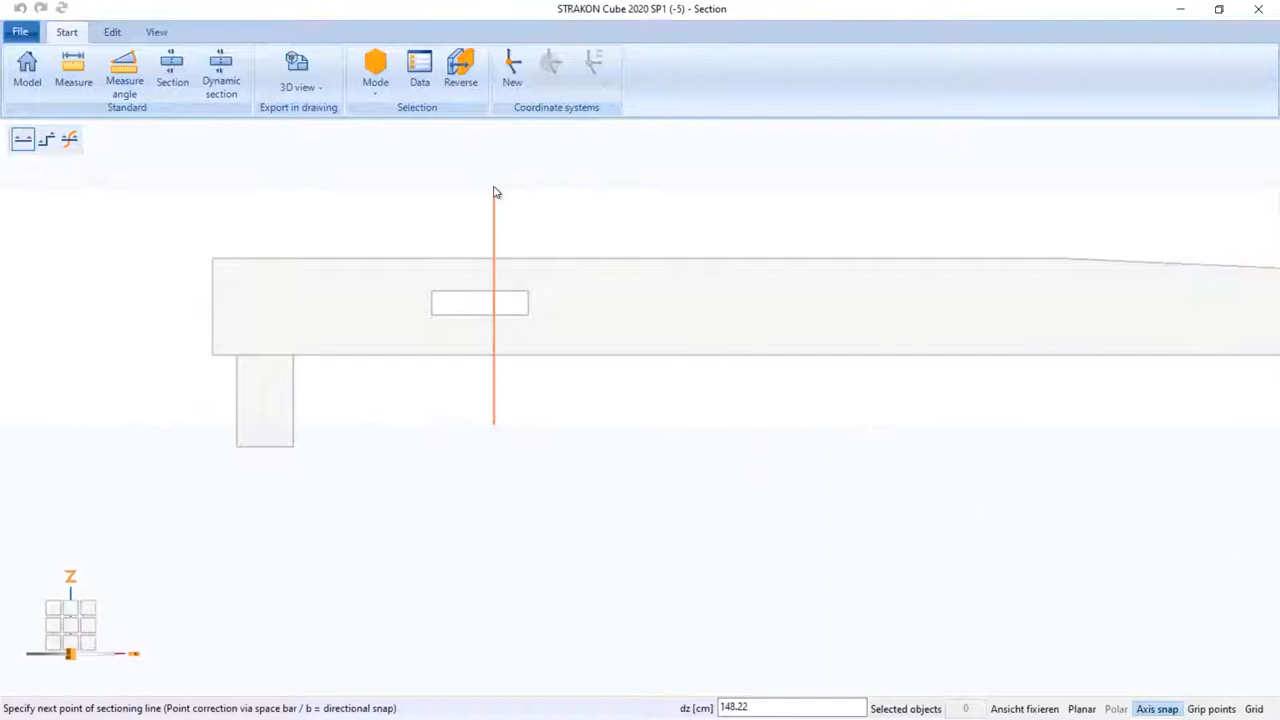 STRAKON Cube 2020 SP1 (-5) - Section
File Start Edit View
Model Measure Measure angle Section Dynamic section 3D view Mode Data Reverse New
Standard Export in drawing Selection Coordinate systems
Z
Specify next point of sectioning line (Point correction via space bar / b = directional snap) dz [cm] 148.22 Selected objects 0 Ansicht fixieren Planar Polar Axis snap Grip points Grid